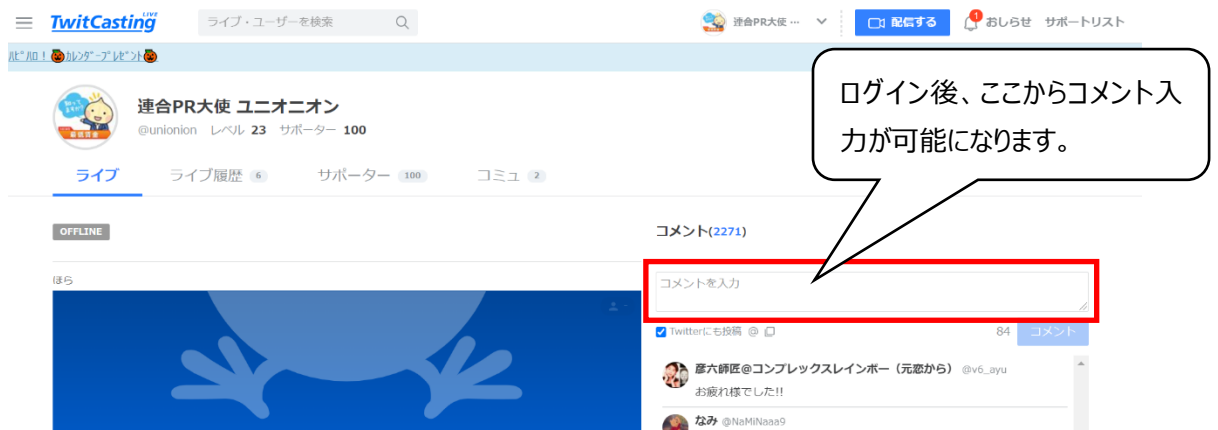 TwitCasting LIVE
ライブ・ユーザーを検索
連合PR大使 …
配信する
1
おしらせ
サポートリスト
ﾊﾋﾟﾊﾛ！🎃ｶﾚﾝﾀﾞｰﾌﾟﾚｾﾞﾝﾄ🎃
ログイン後、ここからコメント入
力が可能になります。
連合PR大使 ユニオニオン
@unionion レベル 23 サポーター 100
ライブ ライブ履歴 6 サポーター 100 コミュ 2
OFFLINE
ほら
コメント(2271)
コメントを入力
Twitterにも投稿 @
84 コメント
彦六師匠@コンプレックスレインボー（元恋から） @v6_ayu
お疲れ様でした!!
なみ @NaMiNaaa9